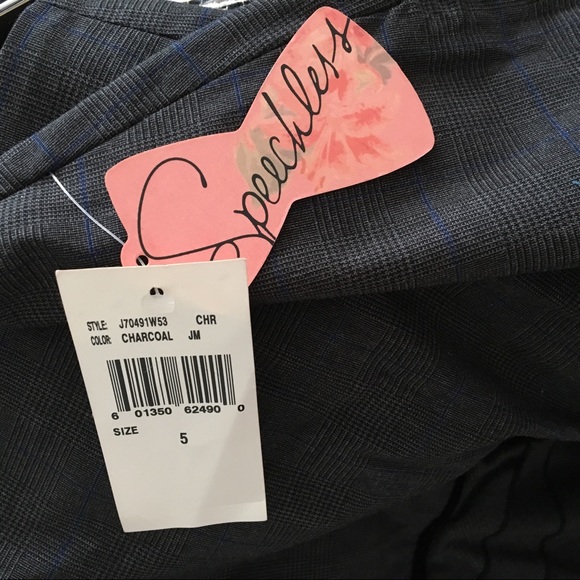 Speechless
STYLE: J70491W53 CHR
COLOR: CHARCOAL JM
6 01350 62490 0
SIZE 5